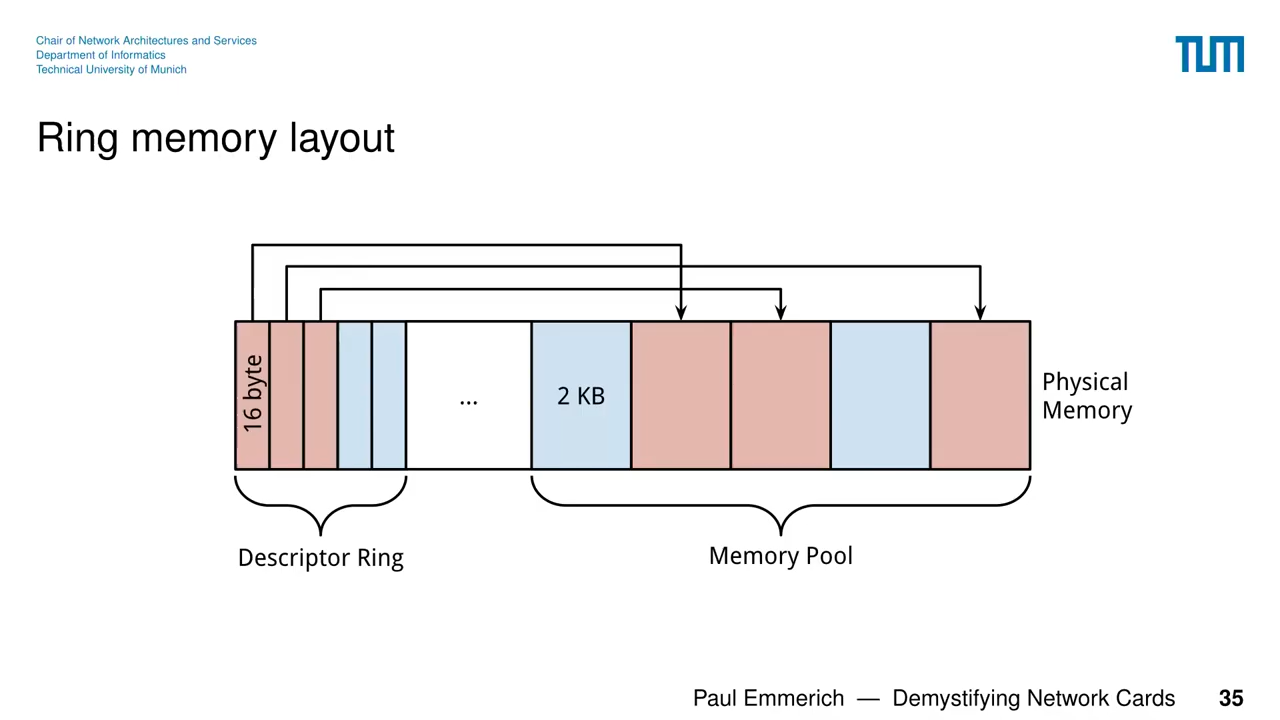 Chair of Network Architectures and Services
Department of Informatics
Technical University of Munich
TUM
Ring memory layout
16 byte
...
2 KB
Physical
Memory
Descriptor Ring
Memory Pool
Paul Emmerich — Demystifying Network Cards
35